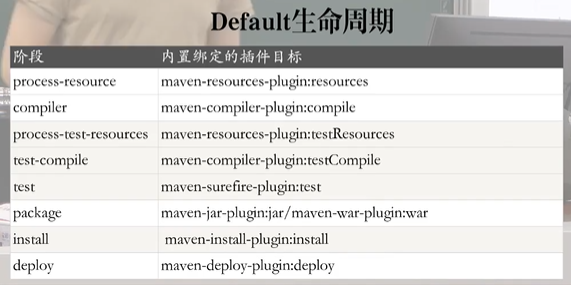 Default生命周期
阶段 内置绑定的插件目标
process-resource maven-resources-plugin:resources
compiler maven-compiler-plugin:compile
process-test-resources maven-resources-plugin:testResources
test-compile maven-compiler-plugin:testCompile
test maven-surefire-plugin:test
package maven-jar-plugin:jar/maven-war-plugin:war
install maven-install-plugin:install
deploy maven-deploy-plugin:deploy